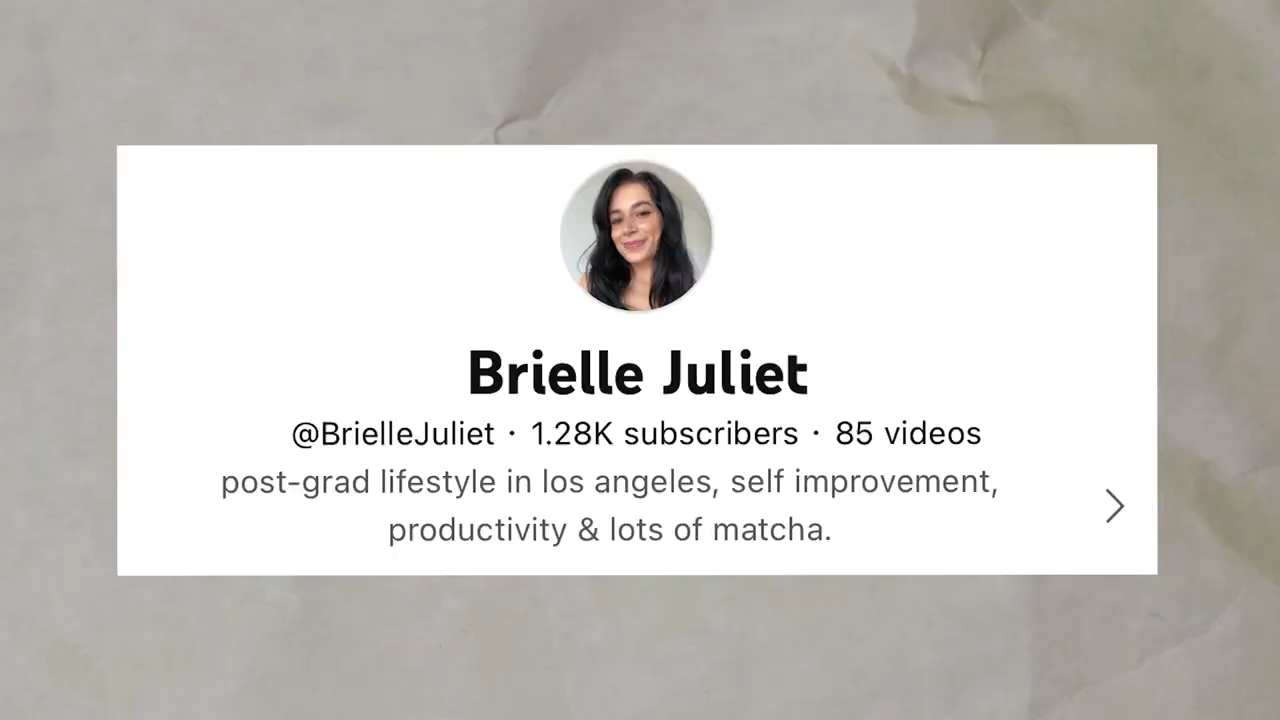 Brielle Juliet
@BrielleJuliet · 1.28K subscribers · 85 videos
post-grad lifestyle in los angeles, self improvement,
productivity & lots of matcha.